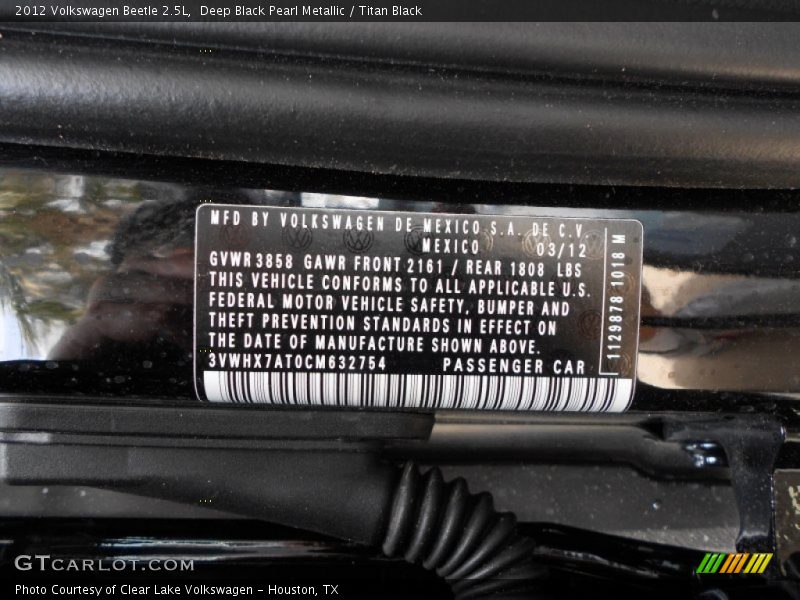 2012 Volkswagen Beetle 2.5L,  Deep Black Pearl Metallic / Titan Black
MFD BY VOLKSWAGEN DE MEXICO S.A. DE C.V.
MEXICO 03/12
GVWR 3858 GAWR FRONT 2161 / REAR 1808 LBS
THIS VEHICLE CONFORMS TO ALL APPLICABLE U.S.
FEDERAL MOTOR VEHICLE SAFETY, BUMPER AND
THEFT PREVENTION STANDARDS IN EFFECT ON
THE DATE OF MANUFACTURE SHOWN ABOVE.
3VWHX7AT0CM632754 PASSENGER CAR
1129878 1018 M
GTCARLOT.COM
Photo Courtesy of Clear Lake Volkswagen - Houston, TX